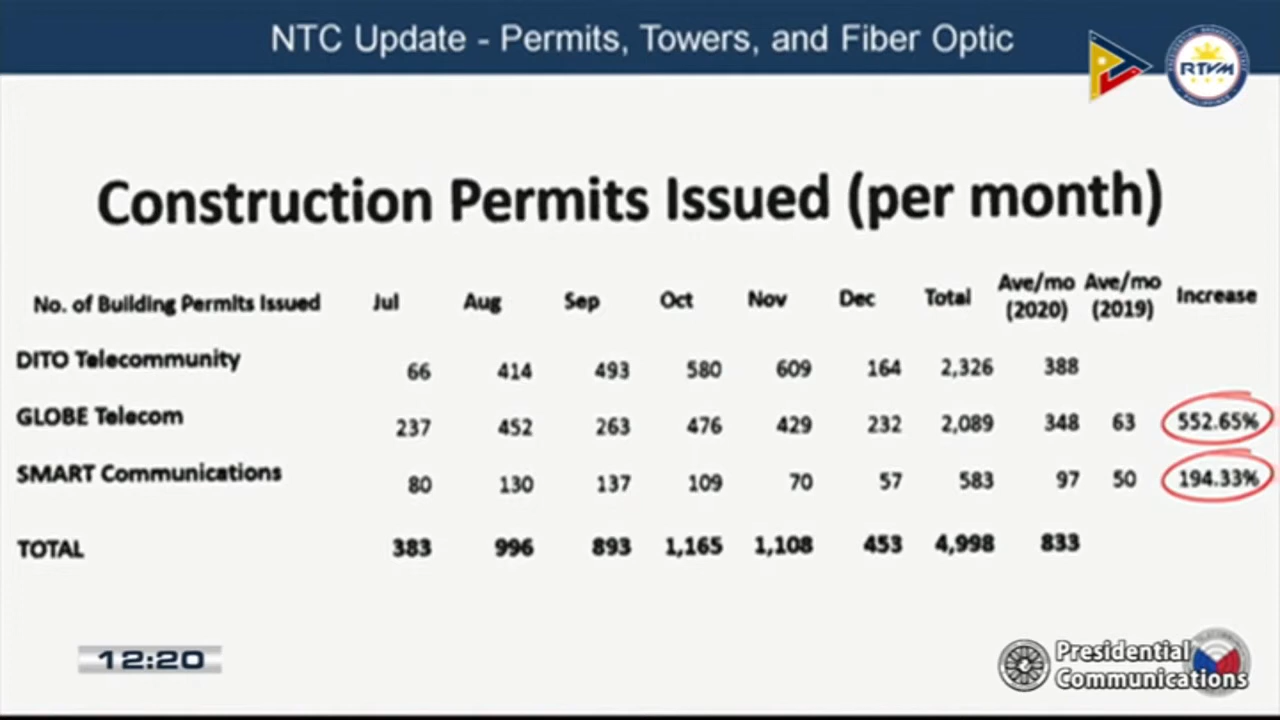 NTC Update - Permits, Towers, and Fiber Optic
RTVM
Construction Permits Issued (per month)
No. of Building Permits Issued Jul Aug Sep Oct Nov Dec Total Ave/mo (2020) Ave/mo (2019) Increase
DITO Telecommunity 66 414 493 580 609 164 2,326 388
GLOBE Telecom 237 452 263 476 429 232 2,089 348 63 552.65%
SMART Communications 80 130 137 109 70 57 583 97 50 194.33%
TOTAL 383 996 893 1,165 1,108 453 4,998 833
12:20
Presidential
Communications